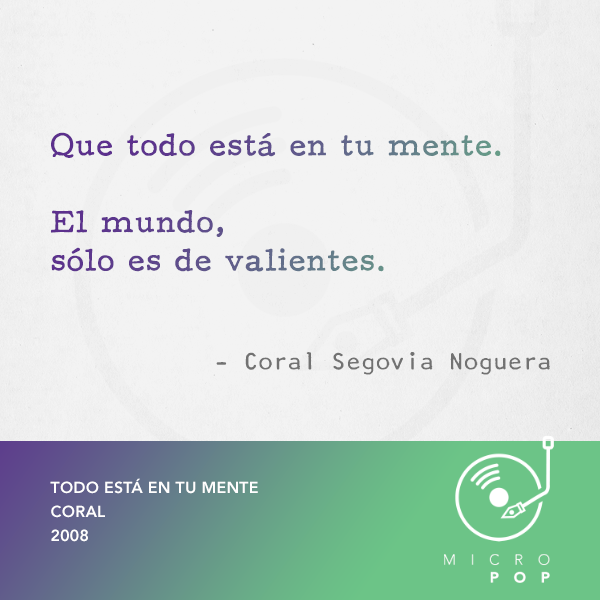 Que todo está en tu mente.
El mundo,
sólo es de valientes.
– Coral Segovia Noguera
TODO ESTÁ EN TU MENTE
CORAL
2008
MICRO
POP